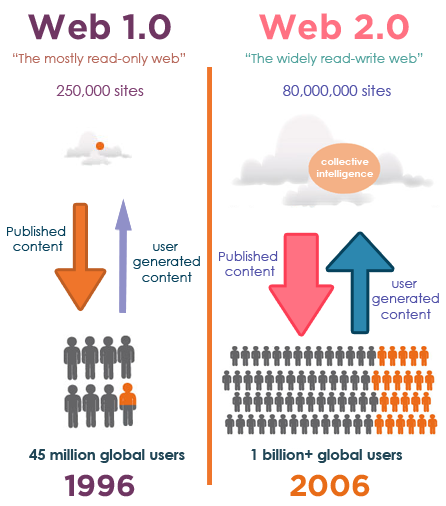 Web 1.0
“The mostly read-only web”
250,000 sites
Published
content
user
generated
content
45 million global users
1996
Web 2.0
“The widely read-write web”
80,000,000 sites
collective
intelligence
Published
content
user
generated
content
1 billion+ global users
2006